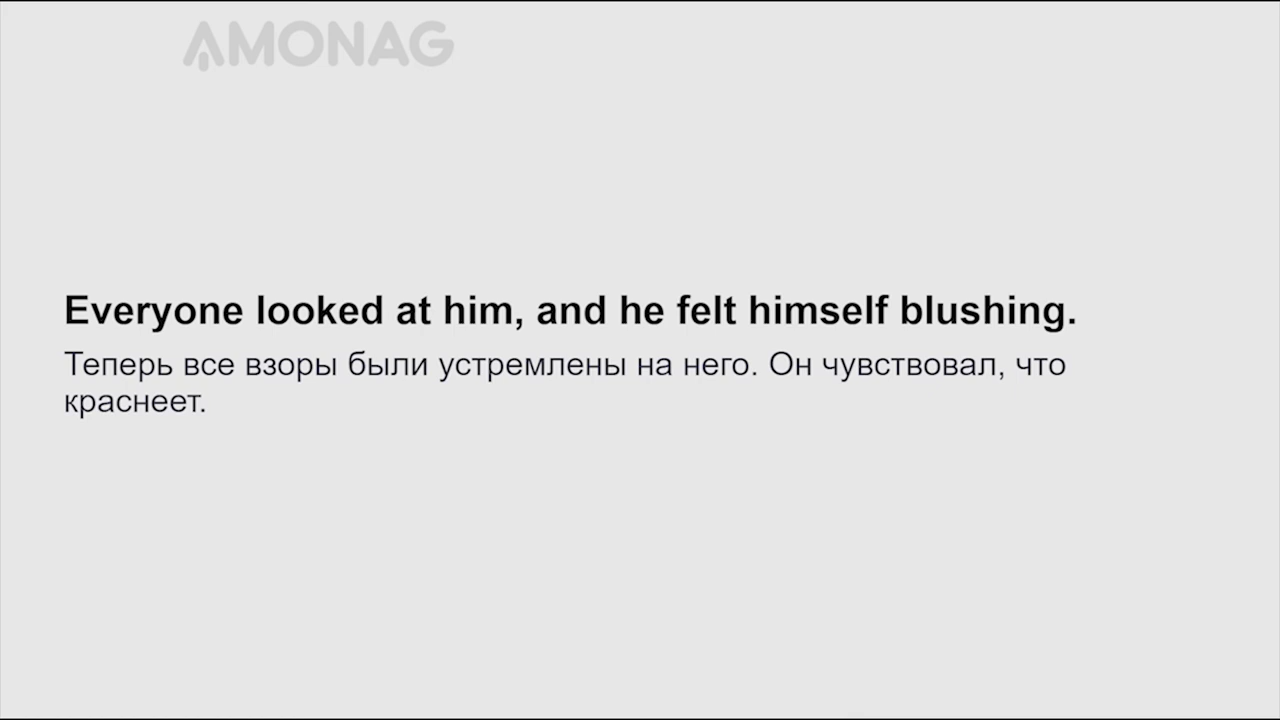 AMONAG
Everyone looked at him, and he felt himself blushing.
Теперь все взоры были устремлены на него. Он чувствовал, что
краснеет.